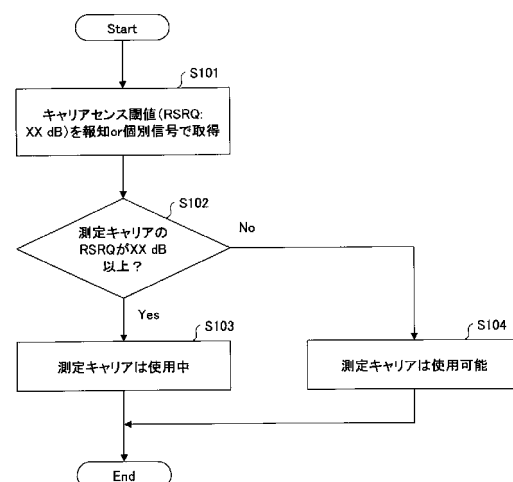 Start
S101
キャリアセンス閾値(RSRQ:
XX dB)を報知or個別信号で取得
S102
測定キャリアの
RSRQがXX dB
以上?
No
Yes
S103
測定キャリアは使用中
S104
測定キャリアは使用可能
End